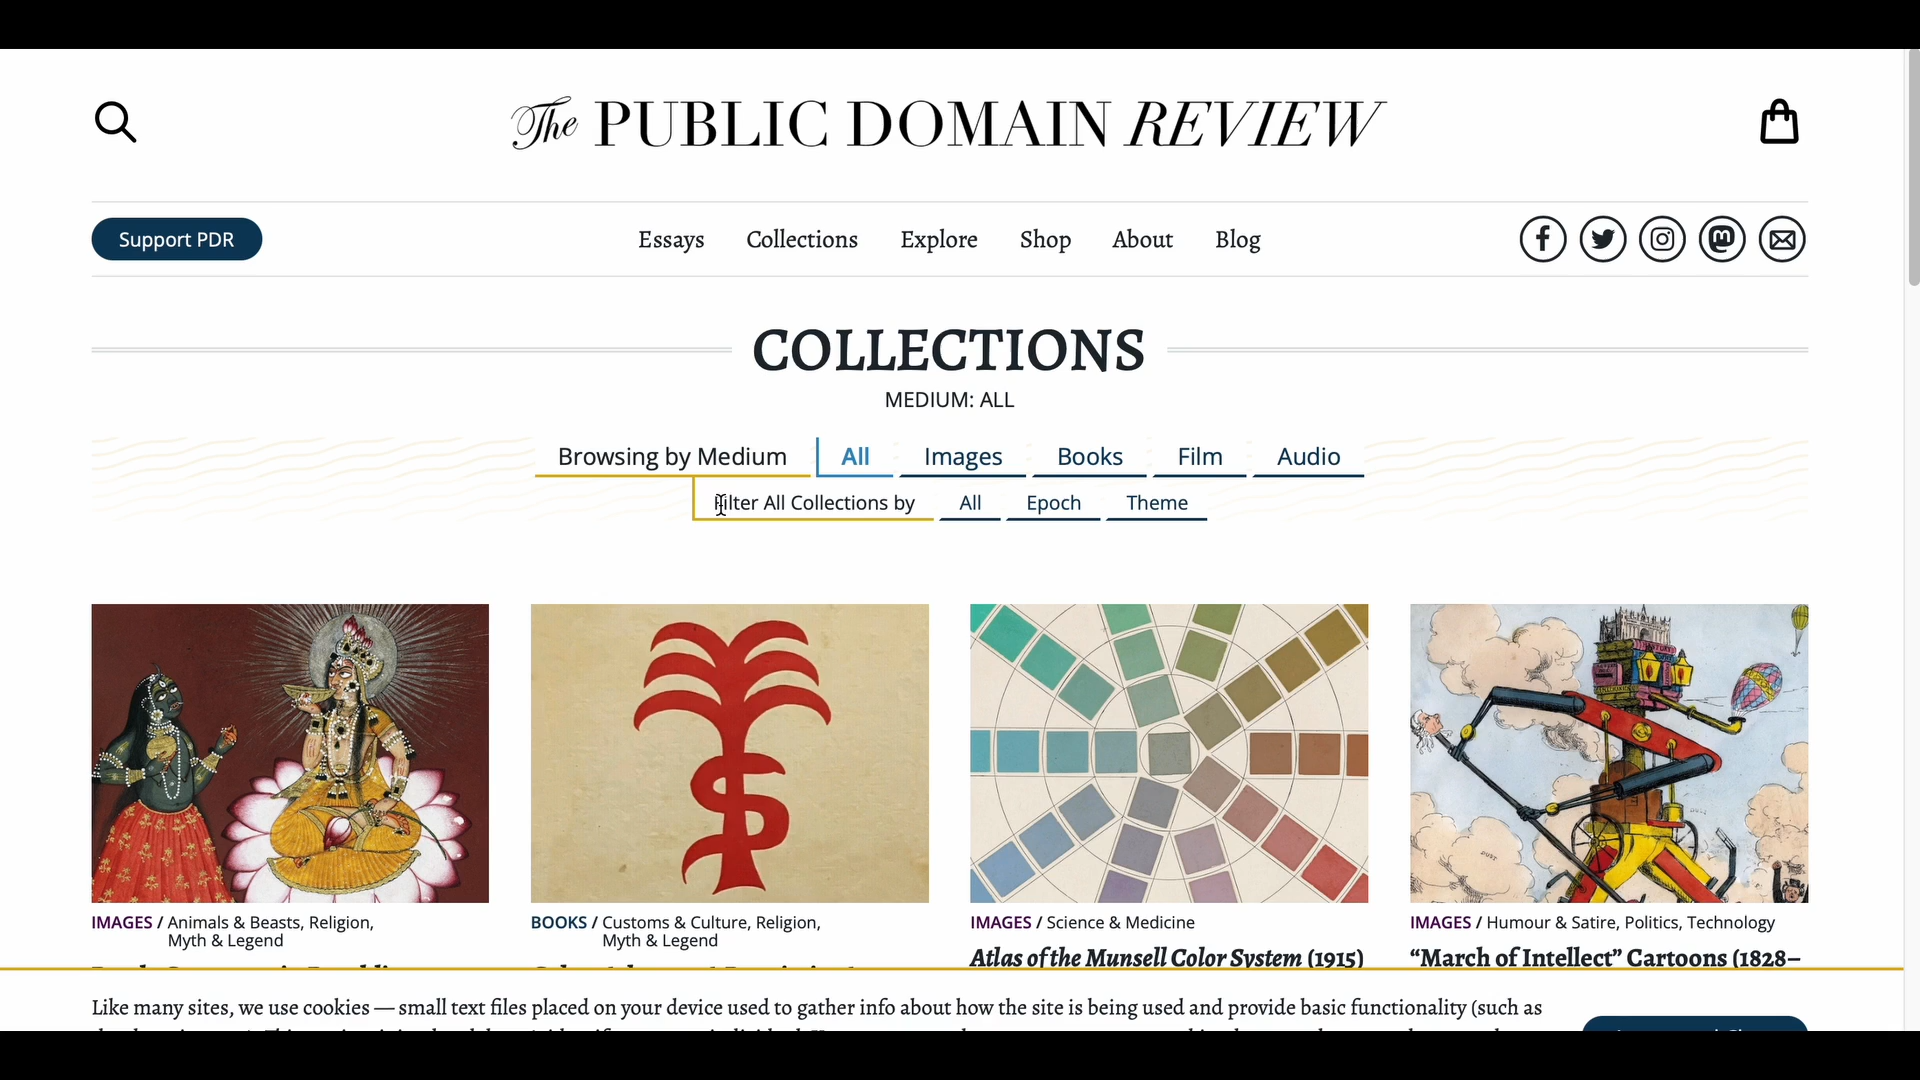 The PUBLIC DOMAIN REVIEW
Support PDR
Essays
Collections
Explore
Shop
About
Blog
COLLECTIONS
MEDIUM: ALL
Browsing by Medium
All
Images
Books
Film
Audio
Filter All Collections by
All
Epoch
Theme
IMAGES / Animals & Beasts, Religion,
Myth & Legend
BOOKS / Customs & Culture, Religion,
Myth & Legend
IMAGES / Science & Medicine
Atlas of the Munsell Color System (1915)
IMAGES / Humour & Satire, Politics, Technology
“March of Intellect” Cartoons (1828–
Like many sites, we use cookies — small text files placed on your device used to gather info about how the site is being used and provide basic functionality (such as